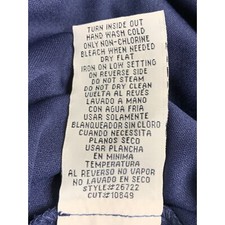 TURN INSIDE OUT
HAND WASH COLD
ONLY NON-CHLORINE
BLEACH WHEN NEEDED
DRY FLAT
IRON ON LOW SETTING
ON REVERSE SIDE
DO NOT STEAM
DO NOT DRY CLEAN
VUELTA AL REVES
LAVADO A MANO
CON AGUA FRIA
USAR SOLAMENTE
BLANQUEADOR SIN CLORO
CUANDO NECESSITA
PLANOS SECO
USAR PLANCHA
EN MINIMA
TEMPERATURA
AL REVERSO NO VAPOR
NO LAVADO EN SECO
STYLE#26722
CUT#10849